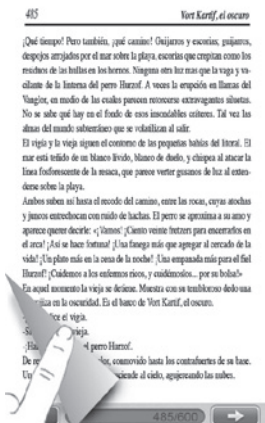 485 Vort Kartif, el oscuro
¡Qué tiempo! Pero también, ¡qué camino! Guijarros y escorias; guijarros,
despojos arrojados por el mar sobre la playa, escorias que crepitan como los
residuos de las hullas en los hornos. Ninguna otra luz mas que la vaga y va-
cilante de la linterna del perro Hurzof. A veces la erupción en llamas del
Vanglor, en medio de las cuales parecen retorcerse extravagantes siluetas.
No se sabe qué hay en el fondo de esos insondables cráteres. Tal vez las
almas del mundo subterráneo que se volatilizan al salir.
El vigía y la vieja siguen el contorno de las pequeñas bahías del litoral. El
mar está teñido de un blanco lívido, blanco de duelo, y chispea al atacar la
línea fosforescente de la resaca, que parece verter gusanos de luz al exten-
derse sobre la playa.
Ambos suben así hasta el recodo del camino, entre las rocas, cuyas atochas
y juncos entrechocan con ruido de hachas. El perro se aproxima a su amo y
aparece querer decirle: «¡Vamos! ¡Ciento veinte fretzers para encerrarlos en
el arca! ¡Así se hace fortuna! ¡Una fanega más que agregar al cercado de la
vida! ¡Un plato más en la cena de la noche! ¡Una empanada más para el fiel
Hurzof! ¡Cuidemos a los enfermos ricos, y cuidémoslos... por su bolsa!»
En aquel momento la vieja se detiene. Muestra con su tembloroso dedo una
en la oscuridad. Es el barco de Vort Kartif, el oscuro.
el vigía.
vieja.
el perro Harzof.
De conmovido hasta los contrafuertes de su base.
Un asciende al cielo, agujereando las nubes.
485/600